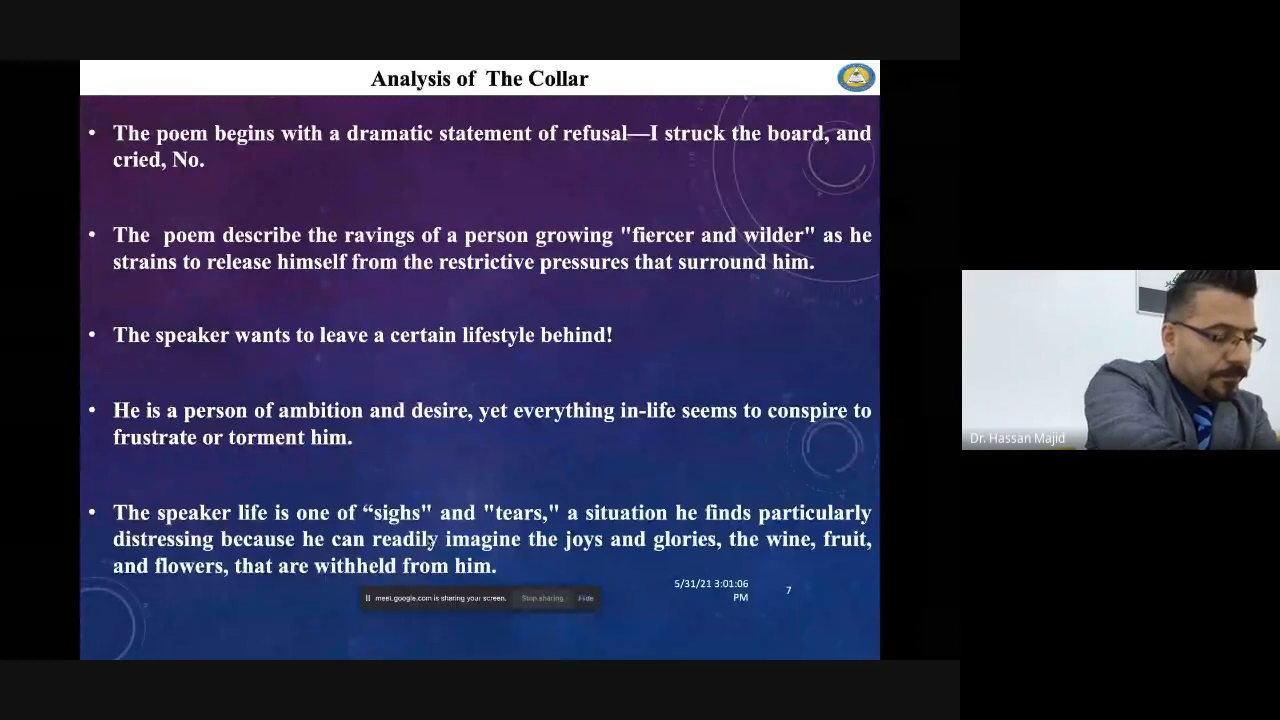 Analysis of The Collar
• The poem begins with a dramatic statement of refusal—I struck the board, and
cried, No.
• The poem describe the ravings of a person growing "fiercer and wilder" as he
strains to release himself from the restrictive pressures that surround him.
• The speaker wants to leave a certain lifestyle behind!
• He is a person of ambition and desire, yet everything in-life seems to conspire to
frustrate or torment him.
• The speaker life is one of “sighs" and "tears," a situation he finds particularly
distressing because he can readily imagine the joys and glories, the wine, fruit,
and flowers, that are withheld from him.
5/31/21 3:01:06
PM
7
meet.google.com is sharing your screen.
Stop sharing
Hide
Dr. Hassan Majid